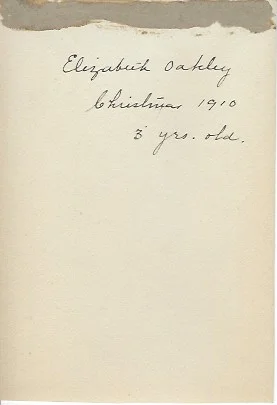 Elizabeth Oakley
Christmas 1910
3 yrs. old.